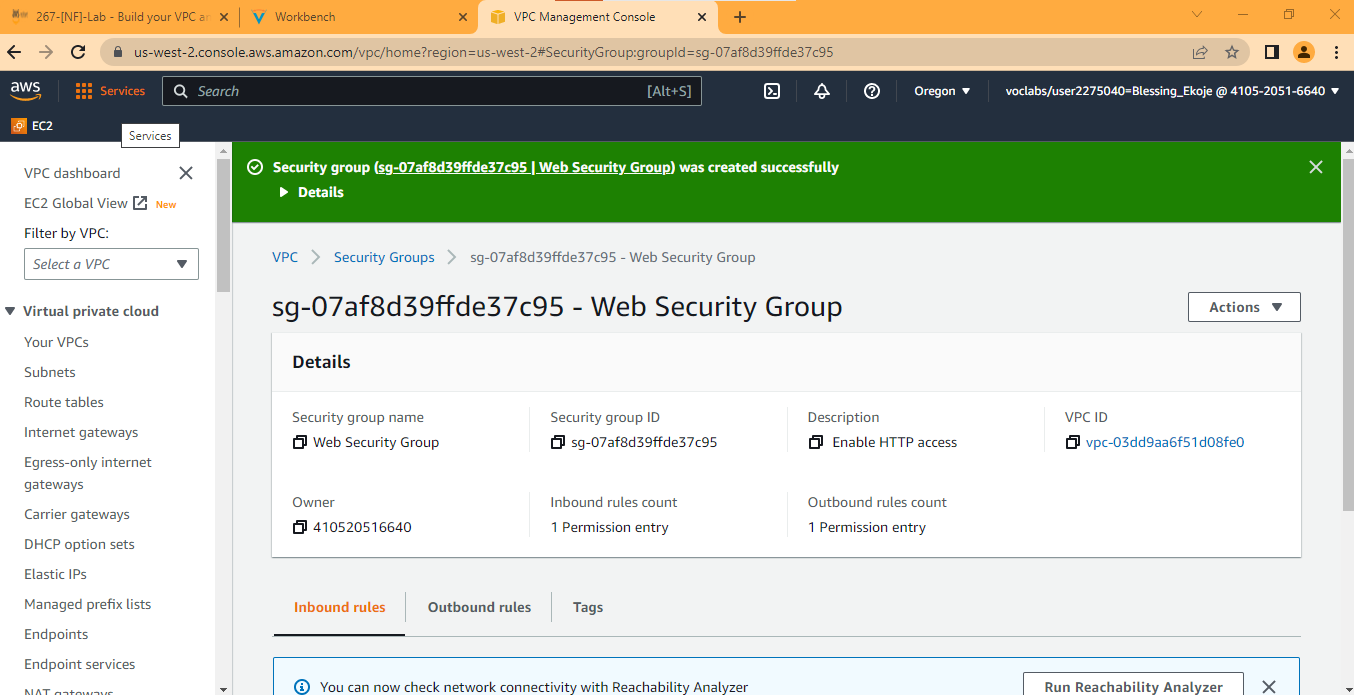 267-[NF]-Lab - Build your VPC an
Workbench
VPC Management Console
us-west-2.console.aws.amazon.com/vpc/home?region=us-west-2#SecurityGroup:groupId=sg-07af8d39ffde37c95
aws
Services
Search
[Alt+S]
Oregon
voclabs/user2275040=Blessing_Ekoje @ 4105-2051-6640
EC2
Services
VPC dashboard
EC2 Global View New
Filter by VPC:
Select a VPC
Virtual private cloud
Your VPCs
Subnets
Route tables
Internet gateways
Egress-only internet
gateways
Carrier gateways
DHCP option sets
Elastic IPs
Managed prefix lists
Endpoints
Endpoint services
NAT gateways
Security group (sg-07af8d39ffde37c95 | Web Security Group) was created successfully
Details
VPC
Security Groups
sg-07af8d39ffde37c95 - Web Security Group
sg-07af8d39ffde37c95 - Web Security Group
Actions
Details
Security group name
Web Security Group
Security group ID
sg-07af8d39ffde37c95
Description
Enable HTTP access
VPC ID
vpc-03dd9aa6f51d08fe0
Owner
410520516640
Inbound rules count
1 Permission entry
Outbound rules count
1 Permission entry
Inbound rules
Outbound rules
Tags
You can now check network connectivity with Reachability Analyzer
Run Reachability Analyzer